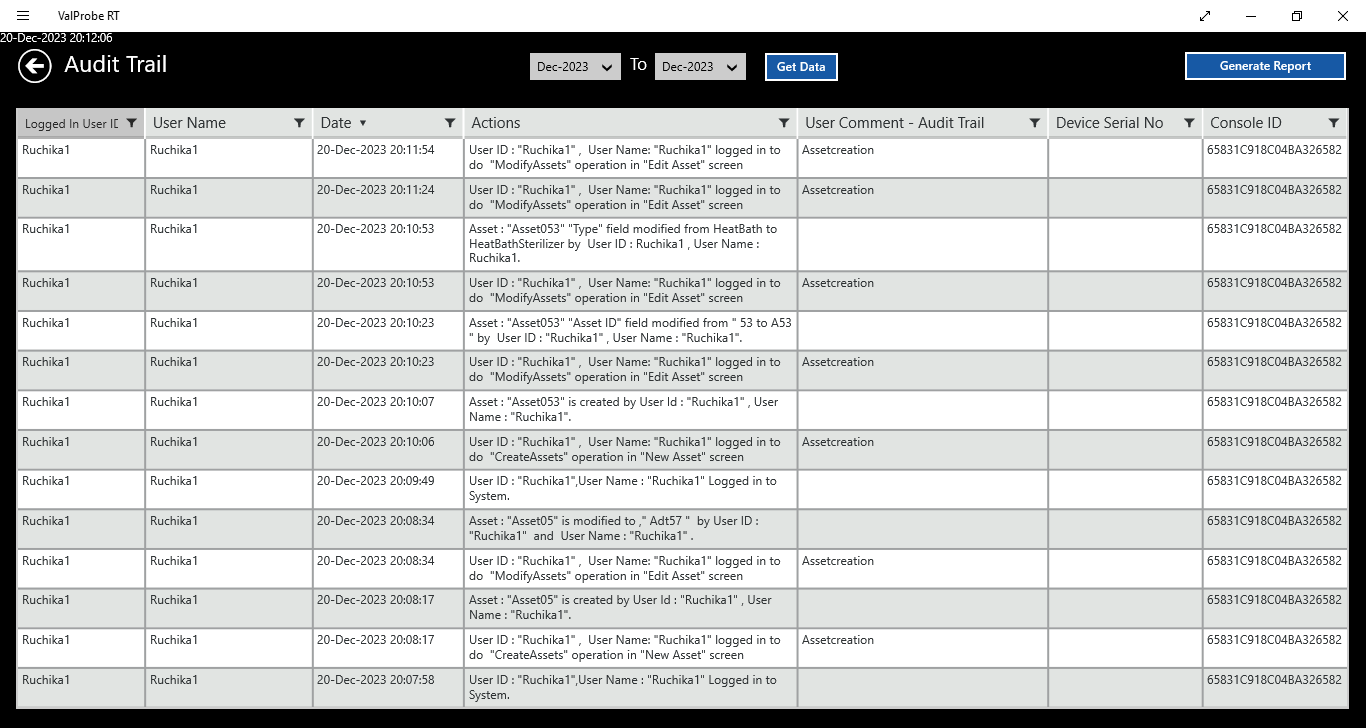 ValProbe RT
20-Dec-2023 20:12:06
Audit Trail
Dec-2023 To Dec-2023 Get Data Generate Report
Logged In User ID User Name Date Actions User Comment - Audit Trail Device Serial No Console ID
Ruchika1 Ruchika1 20-Dec-2023 20:11:54 User ID : "Ruchika1" ,  User Name: "Ruchika1" logged in to Assetcreation 65831C918C04BA326582
do  "ModifyAssets" operation in "Edit Asset" screen
Ruchika1 Ruchika1 20-Dec-2023 20:11:24 User ID : "Ruchika1" ,  User Name: "Ruchika1" logged in to Assetcreation 65831C918C04BA326582
do  "ModifyAssets" operation in "Edit Asset" screen
Ruchika1 Ruchika1 20-Dec-2023 20:10:53 Asset : "Asset053" "Type" field modified from HeatBath to 65831C918C04BA326582
HeatBathSterilizer by  User ID : Ruchika1 , User Name :
Ruchika1.
Ruchika1 Ruchika1 20-Dec-2023 20:10:53 User ID : "Ruchika1" ,  User Name: "Ruchika1" logged in to Assetcreation 65831C918C04BA326582
do  "ModifyAssets" operation in "Edit Asset" screen
Ruchika1 Ruchika1 20-Dec-2023 20:10:23 Asset : "Asset053" "Asset ID" field modified from " 53 to A53 65831C918C04BA326582
" by  User ID : "Ruchika1" , User Name : "Ruchika1".
Ruchika1 Ruchika1 20-Dec-2023 20:10:23 User ID : "Ruchika1" ,  User Name: "Ruchika1" logged in to Assetcreation 65831C918C04BA326582
do  "ModifyAssets" operation in "Edit Asset" screen
Ruchika1 Ruchika1 20-Dec-2023 20:10:07 Asset : "Asset053" is created by User Id : "Ruchika1" , User 65831C918C04BA326582
Name : "Ruchika1".
Ruchika1 Ruchika1 20-Dec-2023 20:10:06 User ID : "Ruchika1" ,  User Name: "Ruchika1" logged in to Assetcreation 65831C918C04BA326582
do  "CreateAssets" operation in "New Asset" screen
Ruchika1 Ruchika1 20-Dec-2023 20:09:49 User ID : "Ruchika1",User Name : "Ruchika1" Logged in to 65831C918C04BA326582
System.
Ruchika1 Ruchika1 20-Dec-2023 20:08:34 Asset : "Asset05" is modified to ," Adt57 "  by User ID : 65831C918C04BA326582
"Ruchika1"  and  User Name : "Ruchika1" .
Ruchika1 Ruchika1 20-Dec-2023 20:08:34 User ID : "Ruchika1" ,  User Name: "Ruchika1" logged in to Assetcreation 65831C918C04BA326582
do  "ModifyAssets" operation in "Edit Asset" screen
Ruchika1 Ruchika1 20-Dec-2023 20:08:17 Asset : "Asset05" is created by User Id : "Ruchika1" , User 65831C918C04BA326582
Name : "Ruchika1".
Ruchika1 Ruchika1 20-Dec-2023 20:08:17 User ID : "Ruchika1" ,  User Name: "Ruchika1" logged in to Assetcreation 65831C918C04BA326582
do  "CreateAssets" operation in "New Asset" screen
Ruchika1 Ruchika1 20-Dec-2023 20:07:58 User ID : "Ruchika1",User Name : "Ruchika1" Logged in to 65831C918C04BA326582
System.